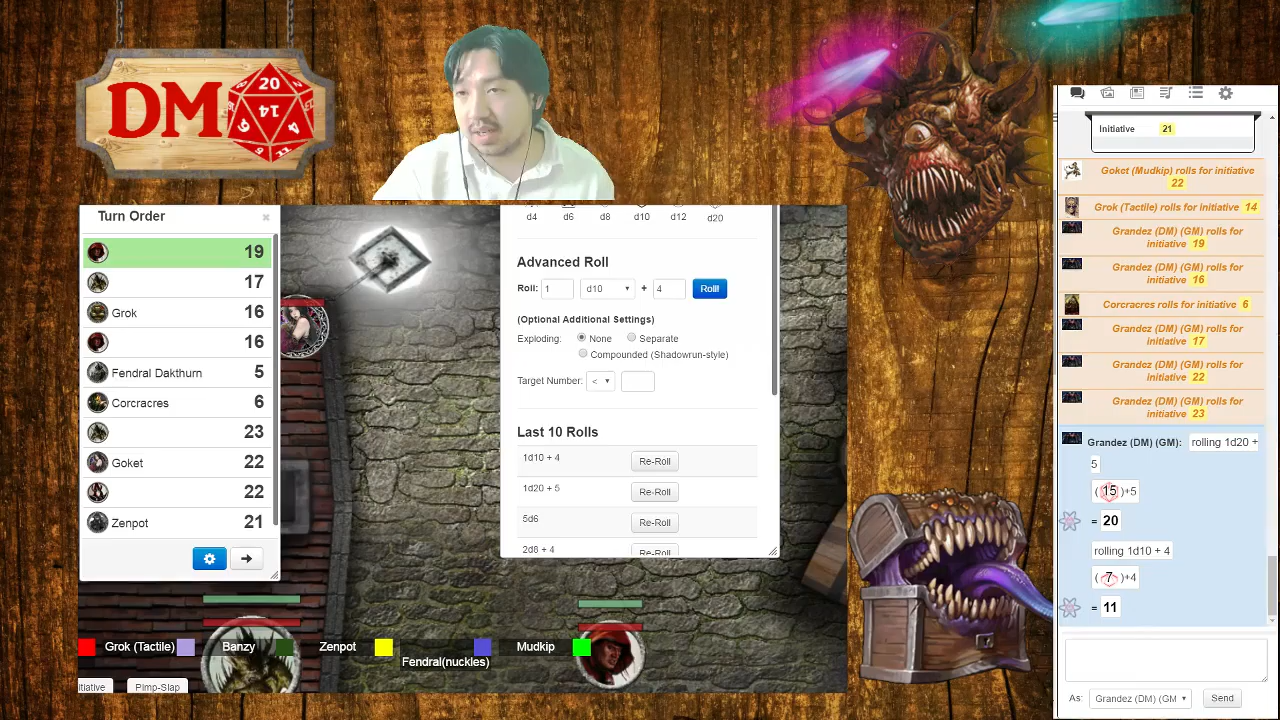 DM
20
14
Turn Order ×
19
17
Grok 16
16
Fendral Dakthurn 5
Corcracres 6
23
Goket 22
22
Zenpot 21
d4 d6 d8 d10 d12 d20
Advanced Roll
Roll: 1 d10 + 4 Roll!
(Optional Additional Settings)
Exploding: None Separate
Compounded (Shadowrun-style)
Target Number: <
Last 10 Rolls
1d10 + 4 Re-Roll
1d20 + 5 Re-Roll
5d6 Re-Roll
2d8 + 4 Re-Roll
Grok (Tactile) Banzy Zenpot Fendral(nuckles) Mudkip
itiative Pimp-Slap
Initiative 21
Goket (Mudkip) rolls for initiative
22
Grok (Tactile) rolls for initiative 14
Grandez (DM) (GM) rolls for
initiative 19
Grandez (DM) (GM) rolls for
initiative 16
Corcracres rolls for initiative 6
Grandez (DM) (GM) rolls for
initiative 17
Grandez (DM) (GM) rolls for
initiative 22
Grandez (DM) (GM) rolls for
initiative 23
Grandez (DM) (GM): rolling 1d20 +
5
(15)+5
= 20
rolling 1d10 + 4
(7)+4
= 11
As: Grandez (DM) (GM Send